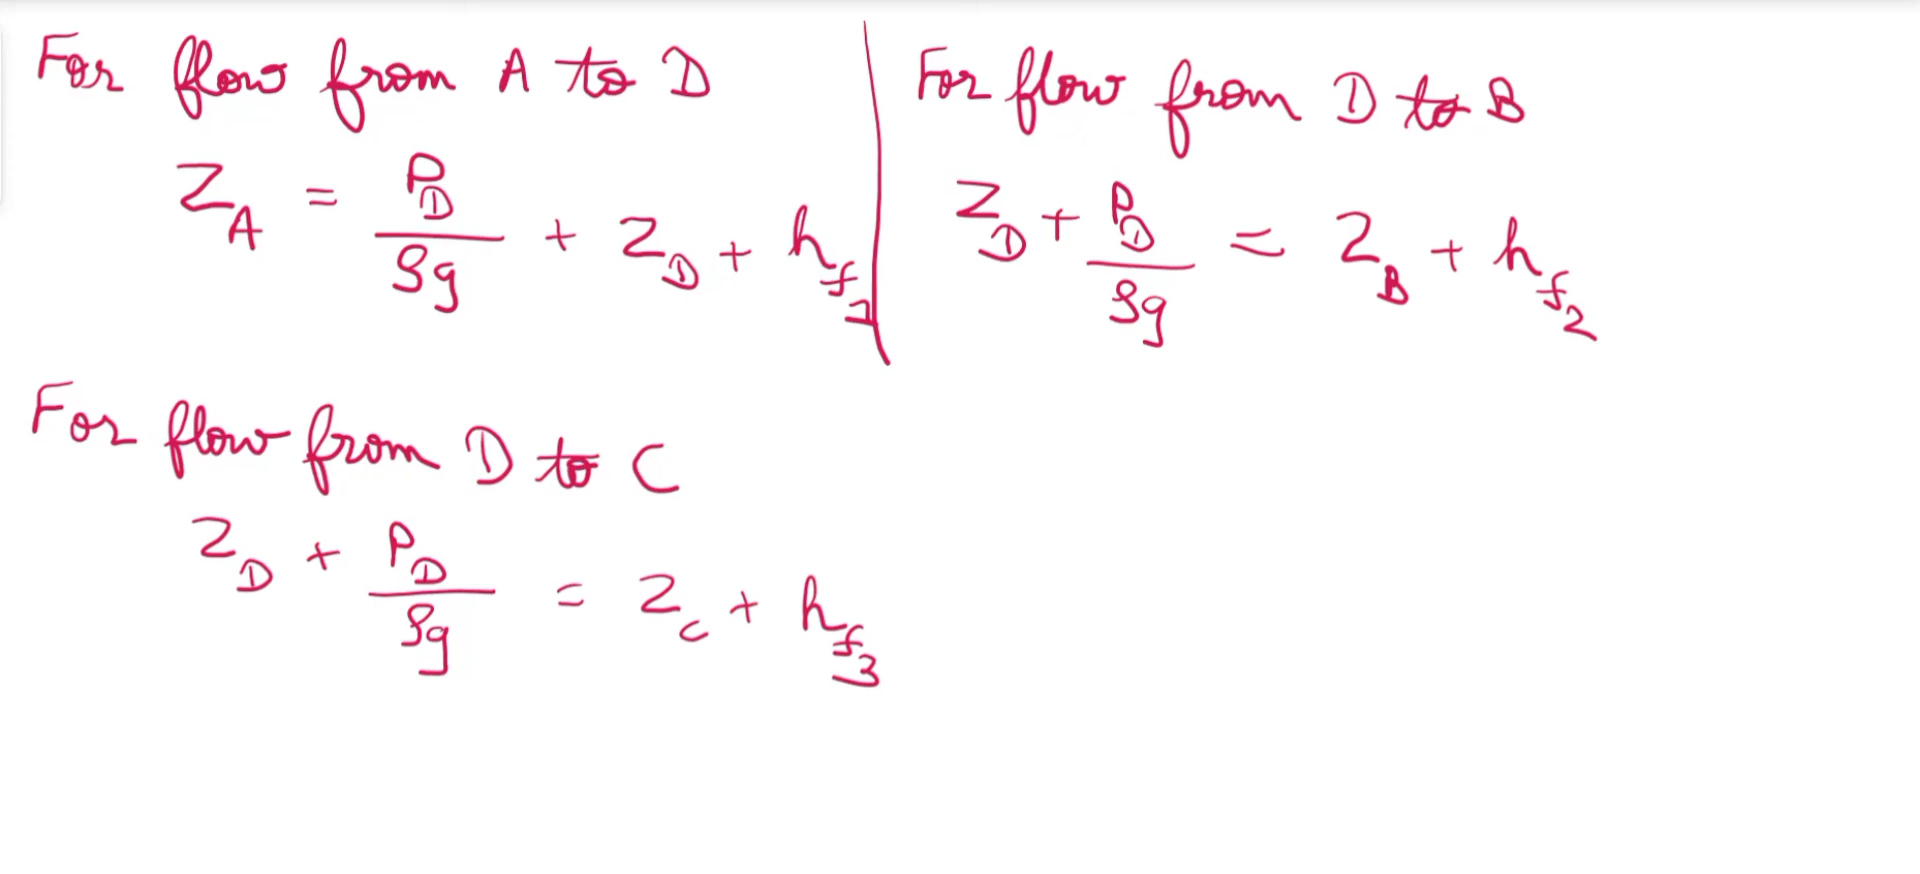 For flow from A to D
Z_A = P_D/ρg + Z_D + h_f1
For flow from D to B
Z_D + P_D/ρg = Z_B + h_f2
For flow from D to C
Z_D + P_D/ρg = Z_C + h_f3